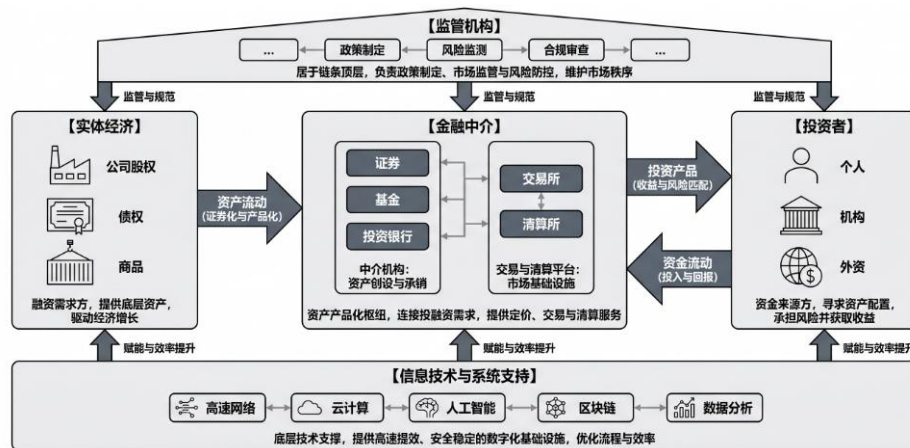 【监管机构】
...
政策制定
风险监测
合规审查
...
居于链条顶层，负责政策制定、市场监管与风险防控，维护市场秩序
监管与规范
监管与规范
监管与规范
【实体经济】
公司股权
债权
商品
融资需求方，提供底层资产，
驱动经济增长
资产流动
(证券化与产品化)
【金融中介】
证券
基金
投资银行
中介机构：
资产创设与承销
交易所
清算所
交易与清算平台：
市场基础设施
资产产品化枢纽，连接投融资需求，提供定价、交易与清算服务
投资产品
(收益与风险匹配)
资金流动
(投入与回报)
【投资者】
个人
机构
外资
资金来源方，寻求资产配置，
承担风险并获取收益
赋能与效率提升
赋能与效率提升
赋能与效率提升
【信息技术与系统支持】
高速网络
云计算
人工智能
区块链
数据分析
底层技术支撑，提供高速提效、安全稳定的数字化基础设施，优化流程与效率